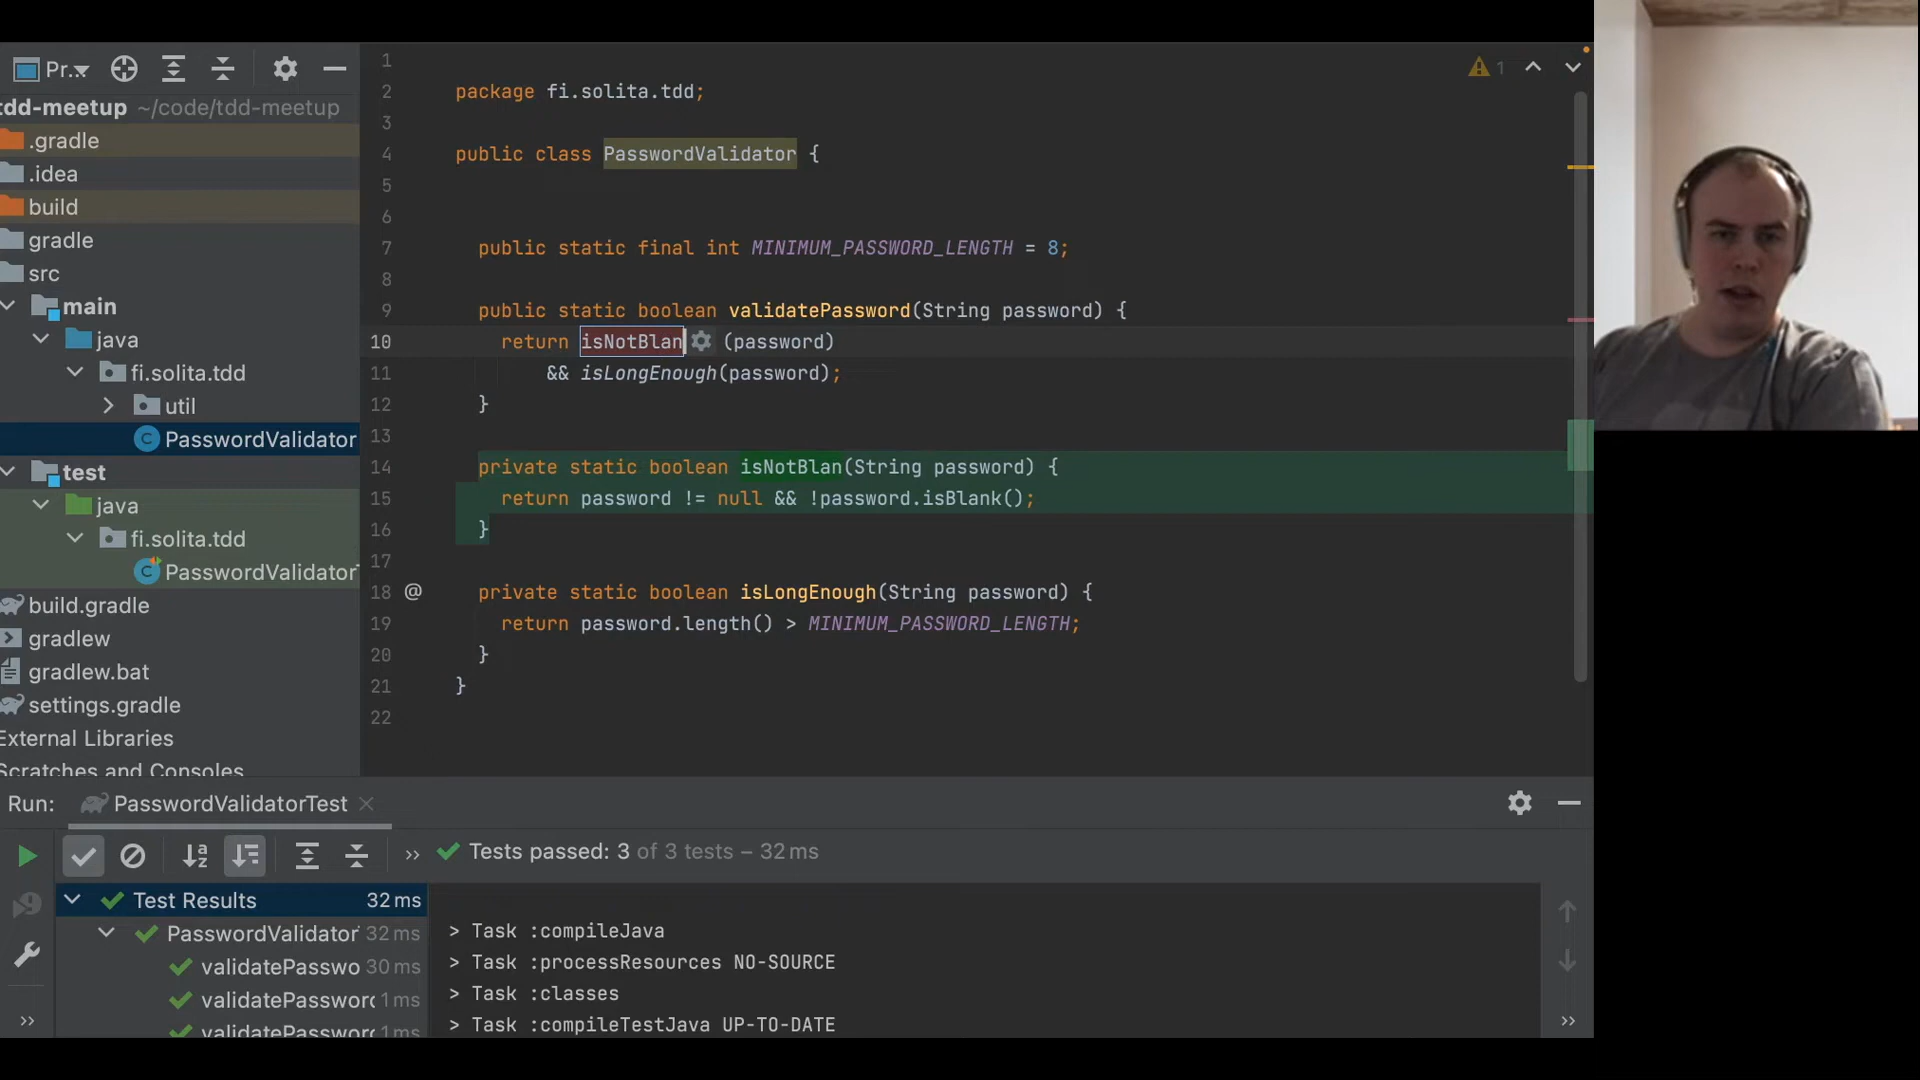 Pr...
tdd-meetup ~/code/tdd-meetup
.gradle
.idea
build
gradle
src
main
java
fi.solita.tdd
util
PasswordValidator
test
java
fi.solita.tdd
PasswordValidatorT
build.gradle
gradlew
gradlew.bat
settings.gradle
External Libraries
Scratches and Consoles
1
1
2 package fi.solita.tdd;
3
4 public class PasswordValidator {
5
6
7 public static final int MINIMUM_PASSWORD_LENGTH = 8;
8
9 public static boolean validatePassword(String password) {
10 return isNotBlan (password)
11 && isLongEnough(password);
12 }
13
14 private static boolean isNotBlan(String password) {
15 return password != null && !password.isBlank();
16 }
17
18 @ private static boolean isLongEnough(String password) {
19 return password.length() > MINIMUM_PASSWORD_LENGTH;
20 }
21 }
22
Run: PasswordValidatorTest
>> Tests passed: 3 of 3 tests – 32 ms
Test Results 32 ms
PasswordValidator 32 ms
validatePasswo 30 ms
validatePassword 1 ms
validatePassword 1 ms
> Task :compileJava
> Task :processResources NO-SOURCE
> Task :classes
> Task :compileTestJava UP-TO-DATE